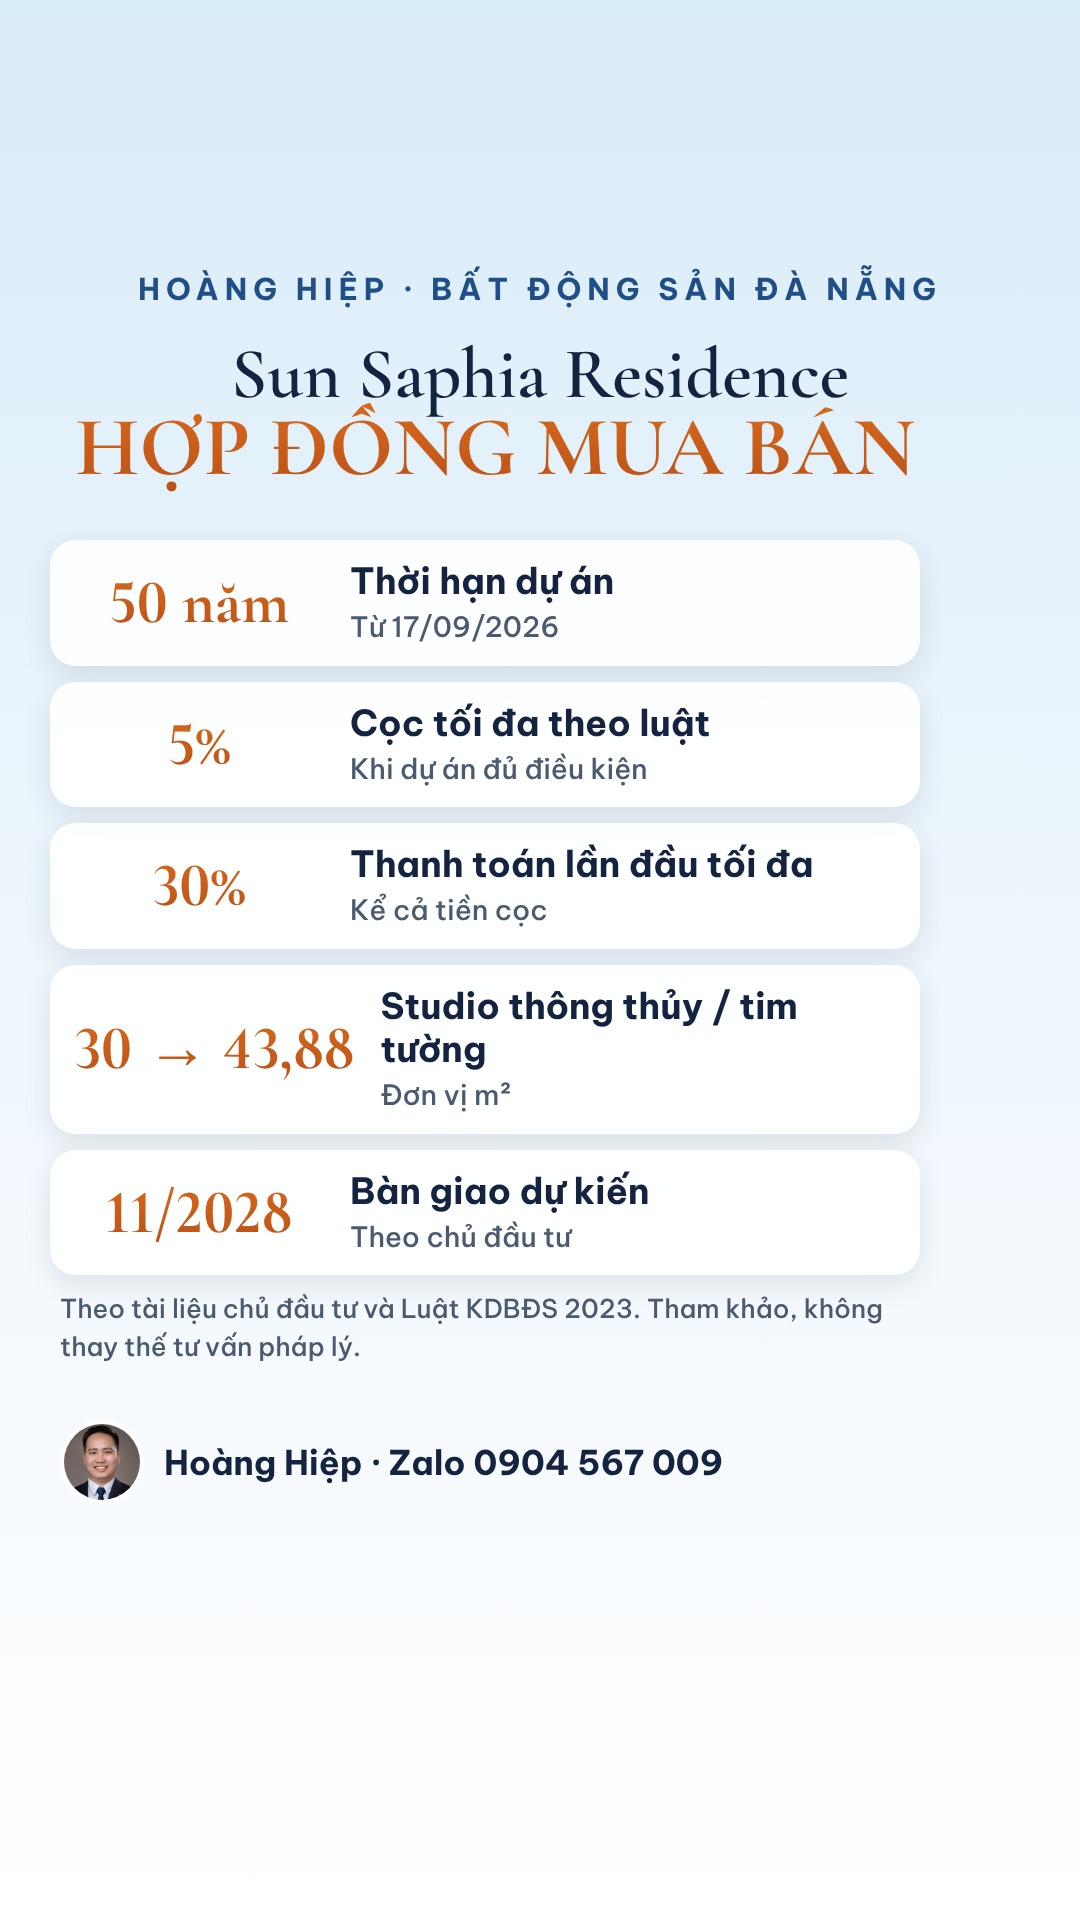 HOÀNG HIỆP · BẤT ĐỘNG SẢN ĐÀ NẴNG
Sun Saphia Residence
HỢP ĐỒNG MUA BÁN
50 năm
Thời hạn dự án
Từ 17/09/2026
5%
Cọc tối đa theo luật
Khi dự án đủ điều kiện
30%
Thanh toán lần đầu tối đa
Kể cả tiền cọc
30 → 43,88
Studio thông thủy / tim
tường
Đơn vị m²
11/2028
Bàn giao dự kiến
Theo chủ đầu tư
Theo tài liệu chủ đầu tư và Luật KDBĐS 2023. Tham khảo, không
thay thế tư vấn pháp lý.
Hoàng Hiệp · Zalo 0904 567 009